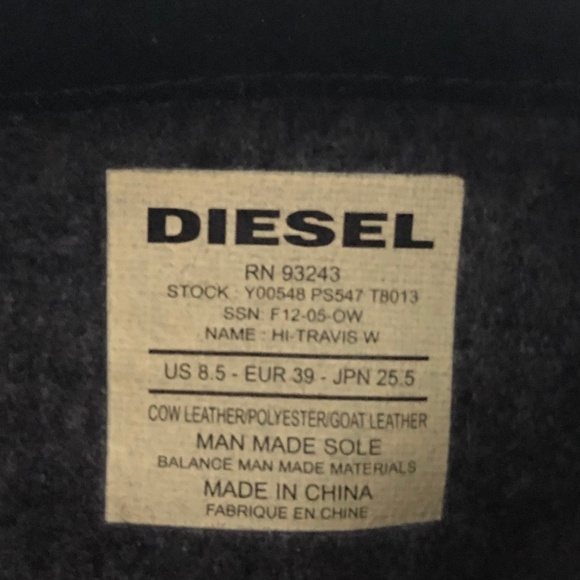 DIESEL
RN 93243
STOCK : Y00548 PS547 T8013
SSN: F12-05-OW
NAME : HI-TRAVIS W
US 8.5 - EUR 39 - JPN 25.5
COW LEATHER/POLYESTER/GOAT LEATHER
MAN MADE SOLE
BALANCE MAN MADE MATERIALS
MADE IN CHINA
FABRIQUE EN CHINE